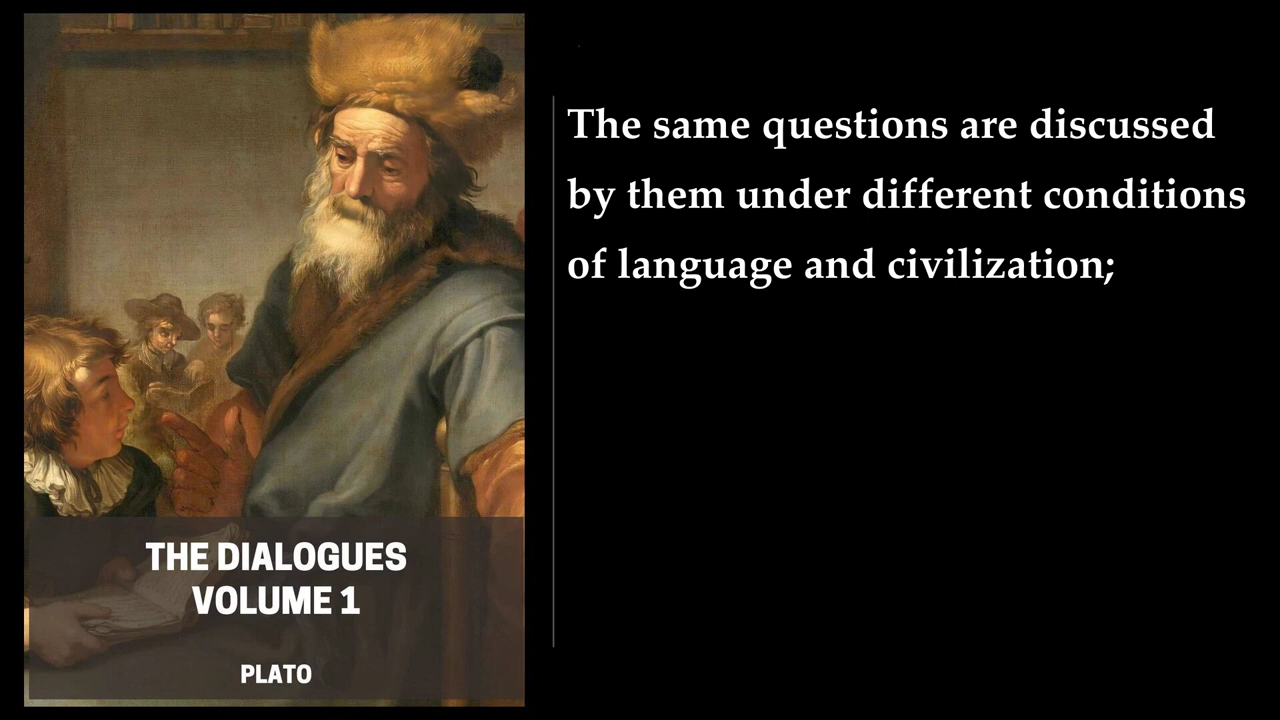 THE DIALOGUES
VOLUME 1
PLATO
The same questions are discussed
by them under different conditions
of language and civilization;